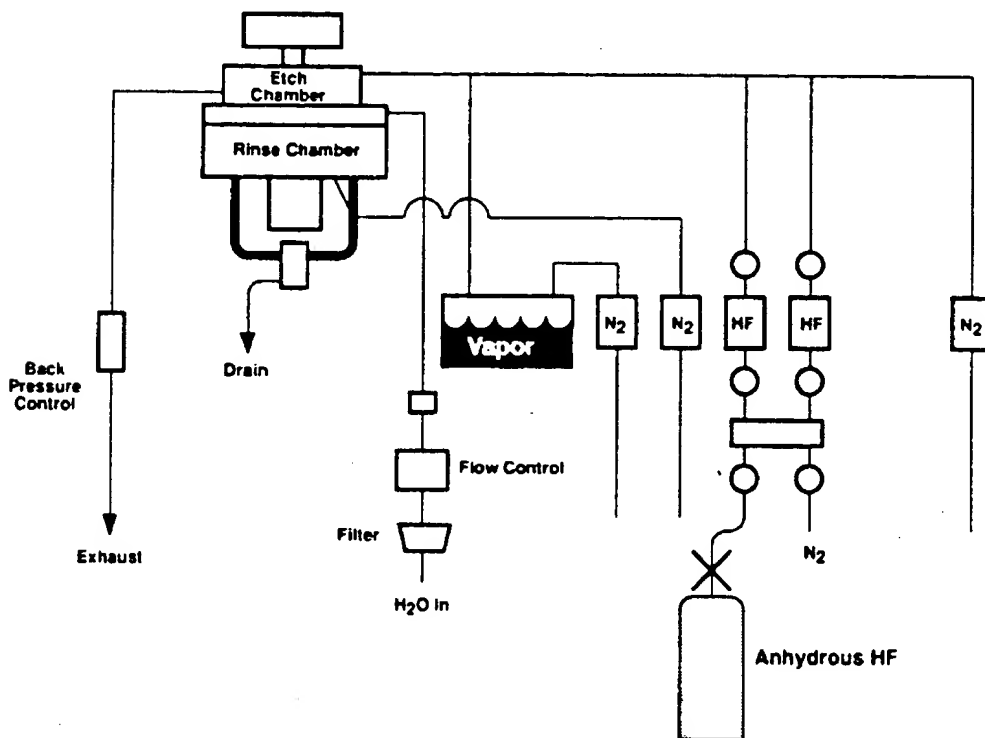 Etch
Chamber
Rinse Chamber
N₂
N₂
HF
HF
N₂
Vapor
Back
Pressure
Control
Drain
Flow Control
Filter
Exhaust
H₂O In
N₂
Anhydrous HF